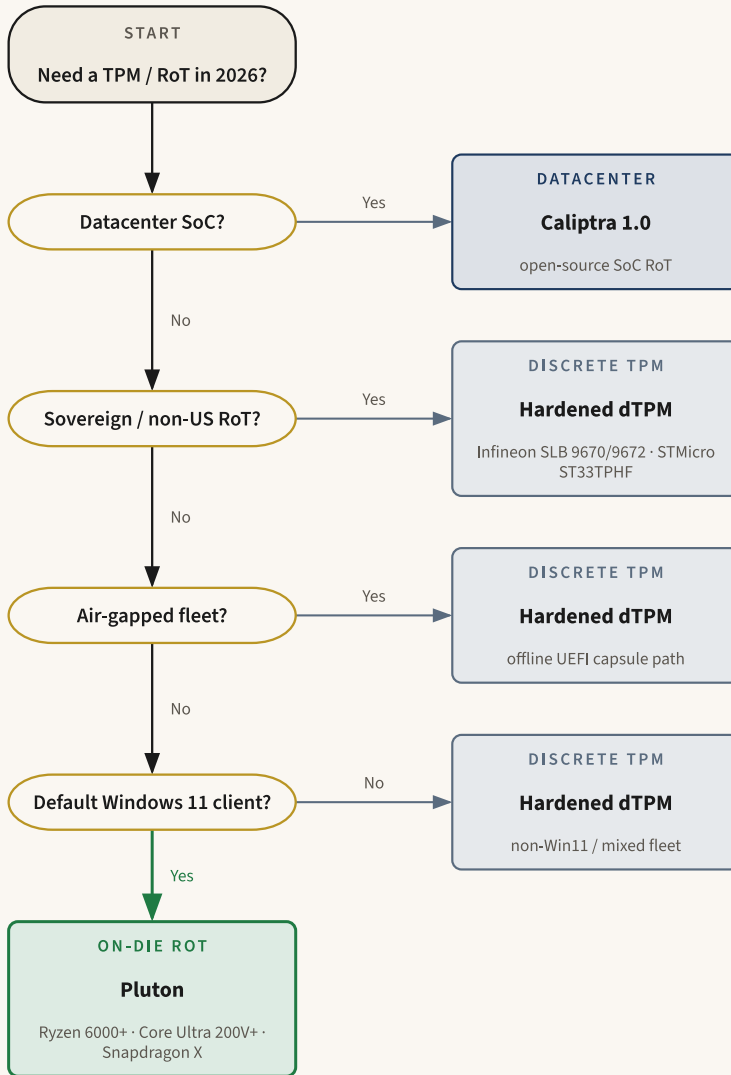 START
Need a TPM / RoT in 2026?
Datacenter SoC?
Yes
DATACENTER
Caliptra 1.0
open-source SoC RoT
No
Sovereign / non-US RoT?
Yes
DISCRETE TPM
Hardened dTPM
Infineon SLB 9670/9672 · STMicro
ST33TPHF
No
Air-gapped fleet?
Yes
DISCRETE TPM
Hardened dTPM
offline UEFI capsule path
No
Default Windows 11 client?
No
DISCRETE TPM
Hardened dTPM
non-Win11 / mixed fleet
Yes
ON-DIE ROT
Pluton
Ryzen 6000+ · Core Ultra 200V+ ·
Snapdragon X